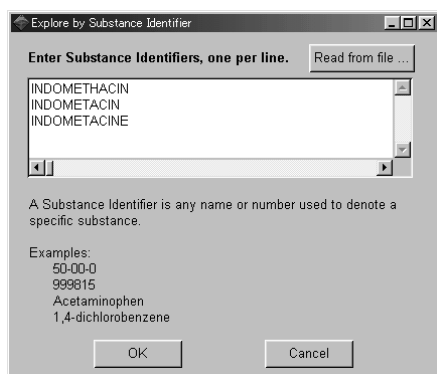 Explore by Substance Identifier
Enter Substance Identifiers, one per line.
Read from file ...
INDOMETHACIN
INDOMETACIN
INDOMETACINE
A Substance Identifier is any name or number used to denote a
specific substance.
Examples:
50-00-0
999815
Acetaminophen
1,4-dichlorobenzene
OK
Cancel